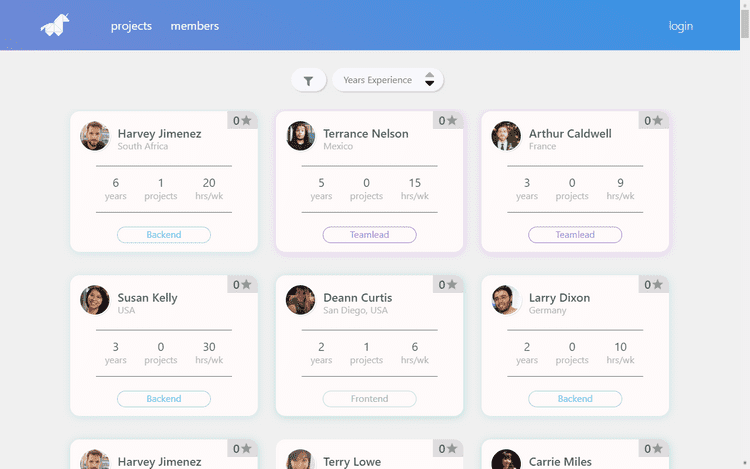 projects members login
Years Experience
0 0 0
Harvey Jimenez Terrance Nelson Arthur Caldwell
South Africa Mexico France
6 1 20 5 0 15 3 0 9
years projects hrs/wk years projects hrs/wk years projects hrs/wk
Backend Teamlead Teamlead
0 0 0
Susan Kelly Deann Curtis Larry Dixon
USA San Diego, USA Germany
3 0 30 2 1 6 2 0 10
years projects hrs/wk years projects hrs/wk years projects hrs/wk
Backend Frontend Backend
0 0 0
Harvey Jimenez Terry Lowe Carrie Miles